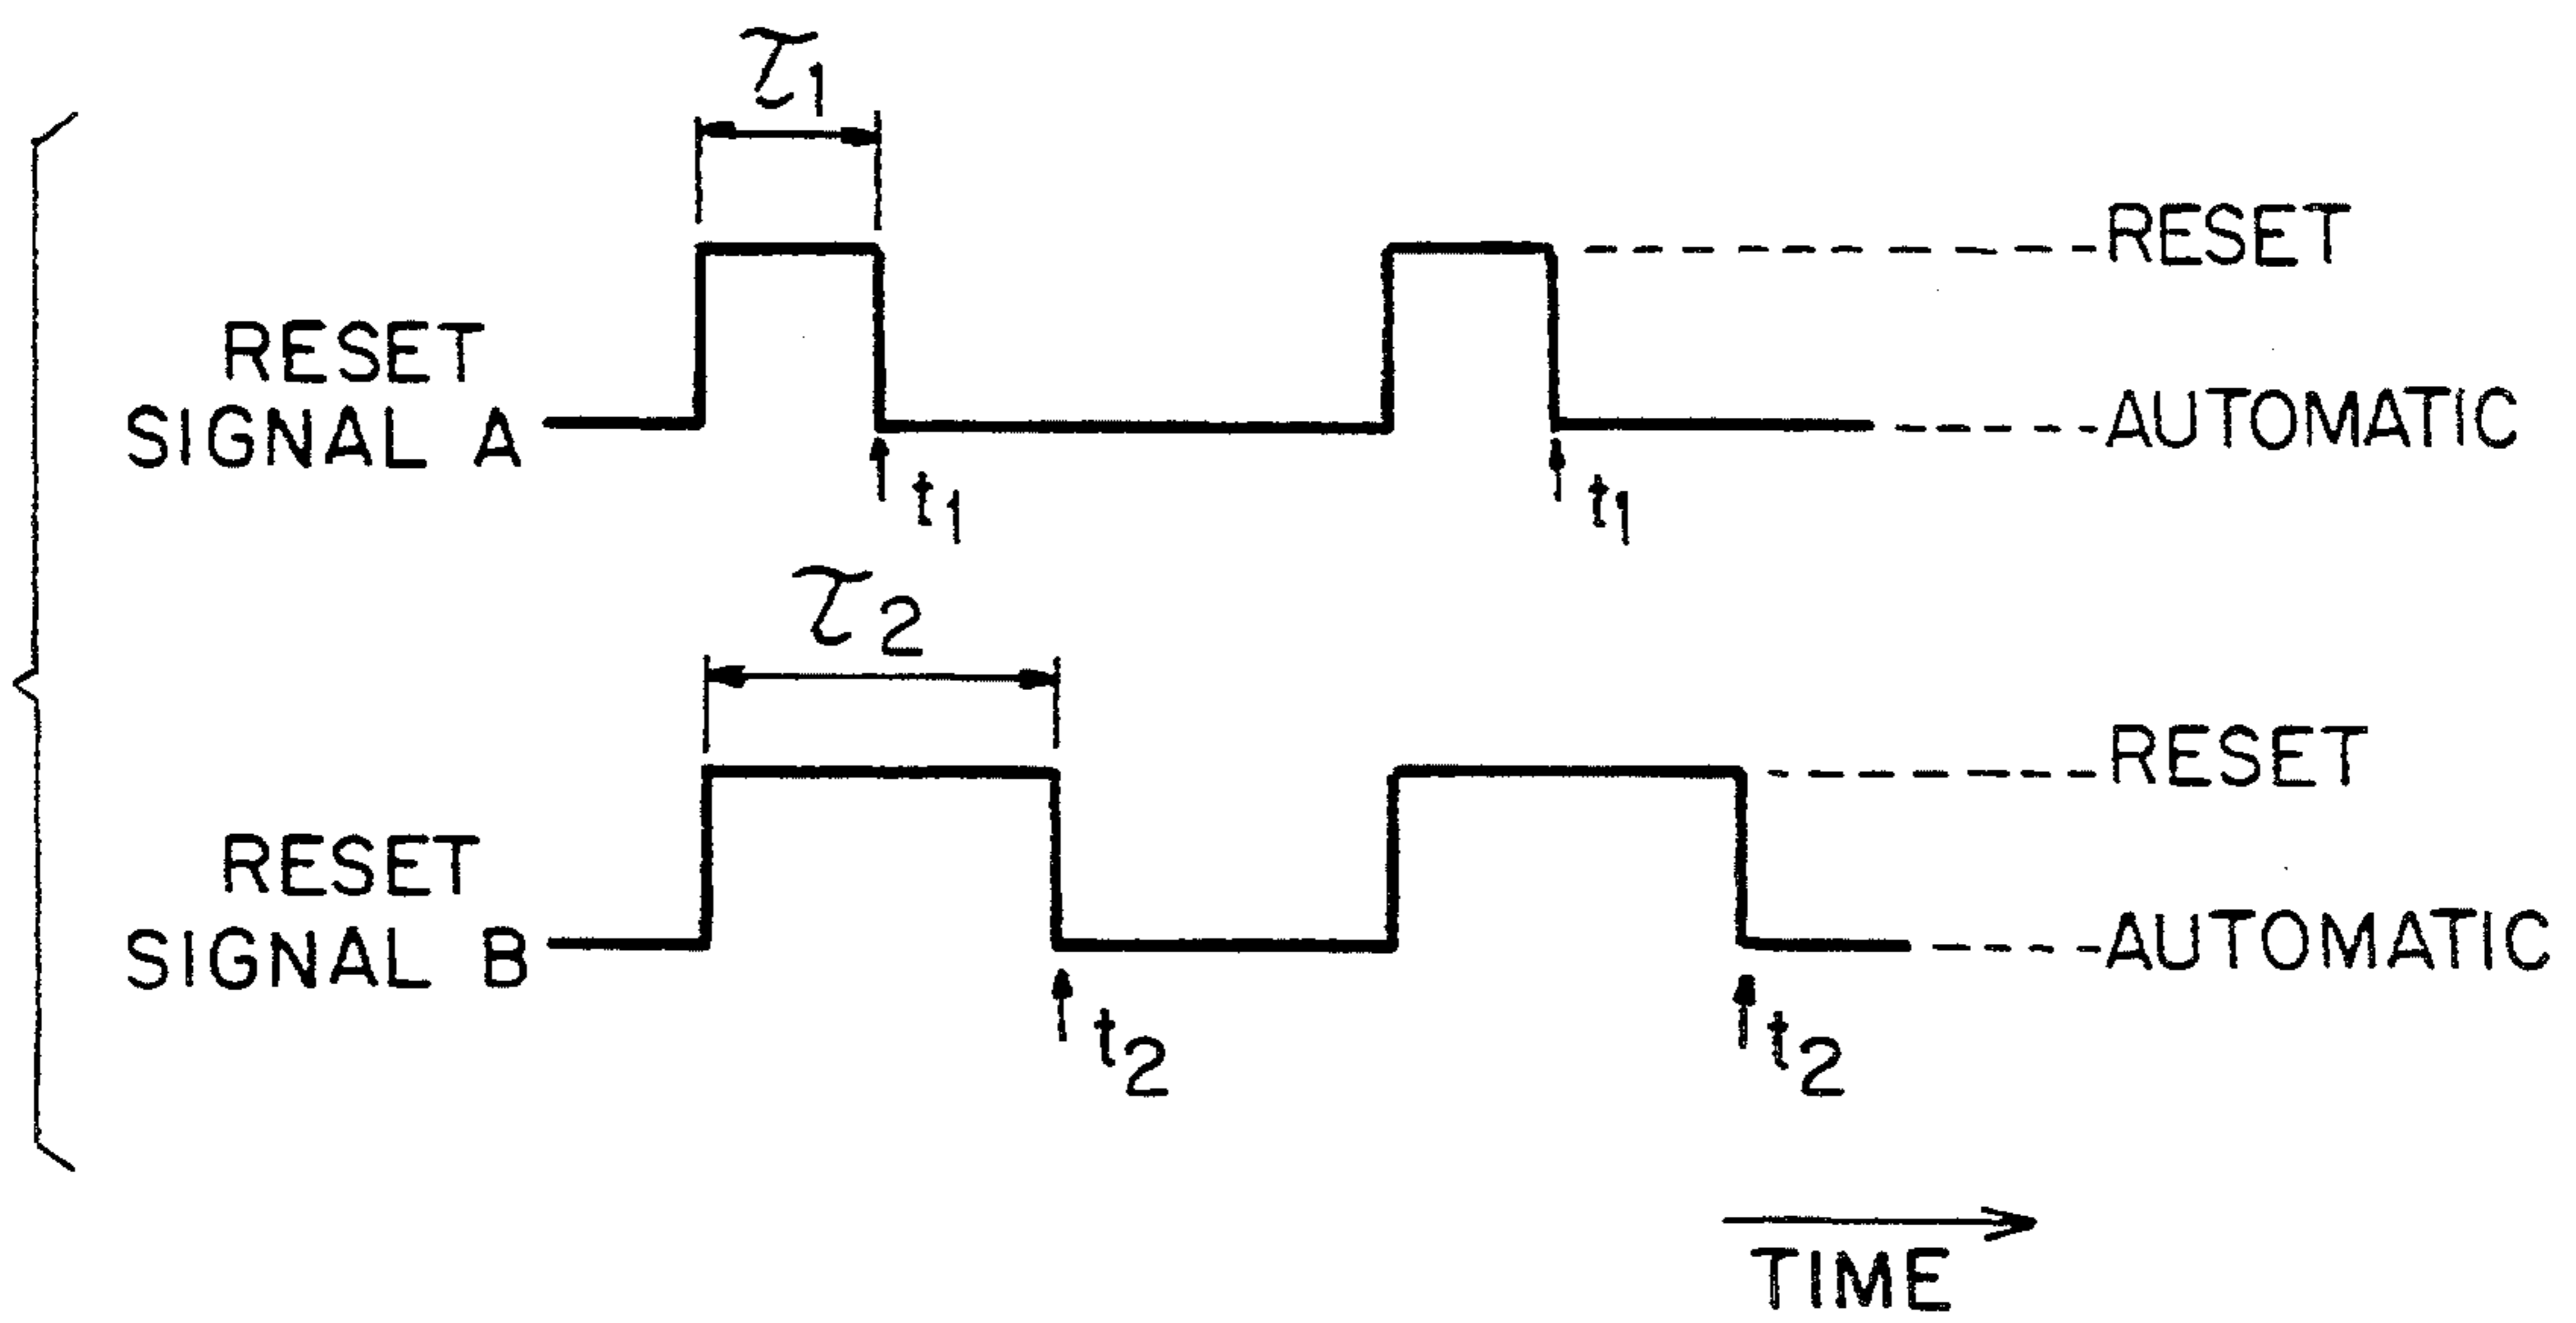 τ1
RESET
RESET
SIGNAL A
AUTOMATIC
t1
t1
τ2
RESET
RESET
SIGNAL B
AUTOMATIC
t2
t2
TIME